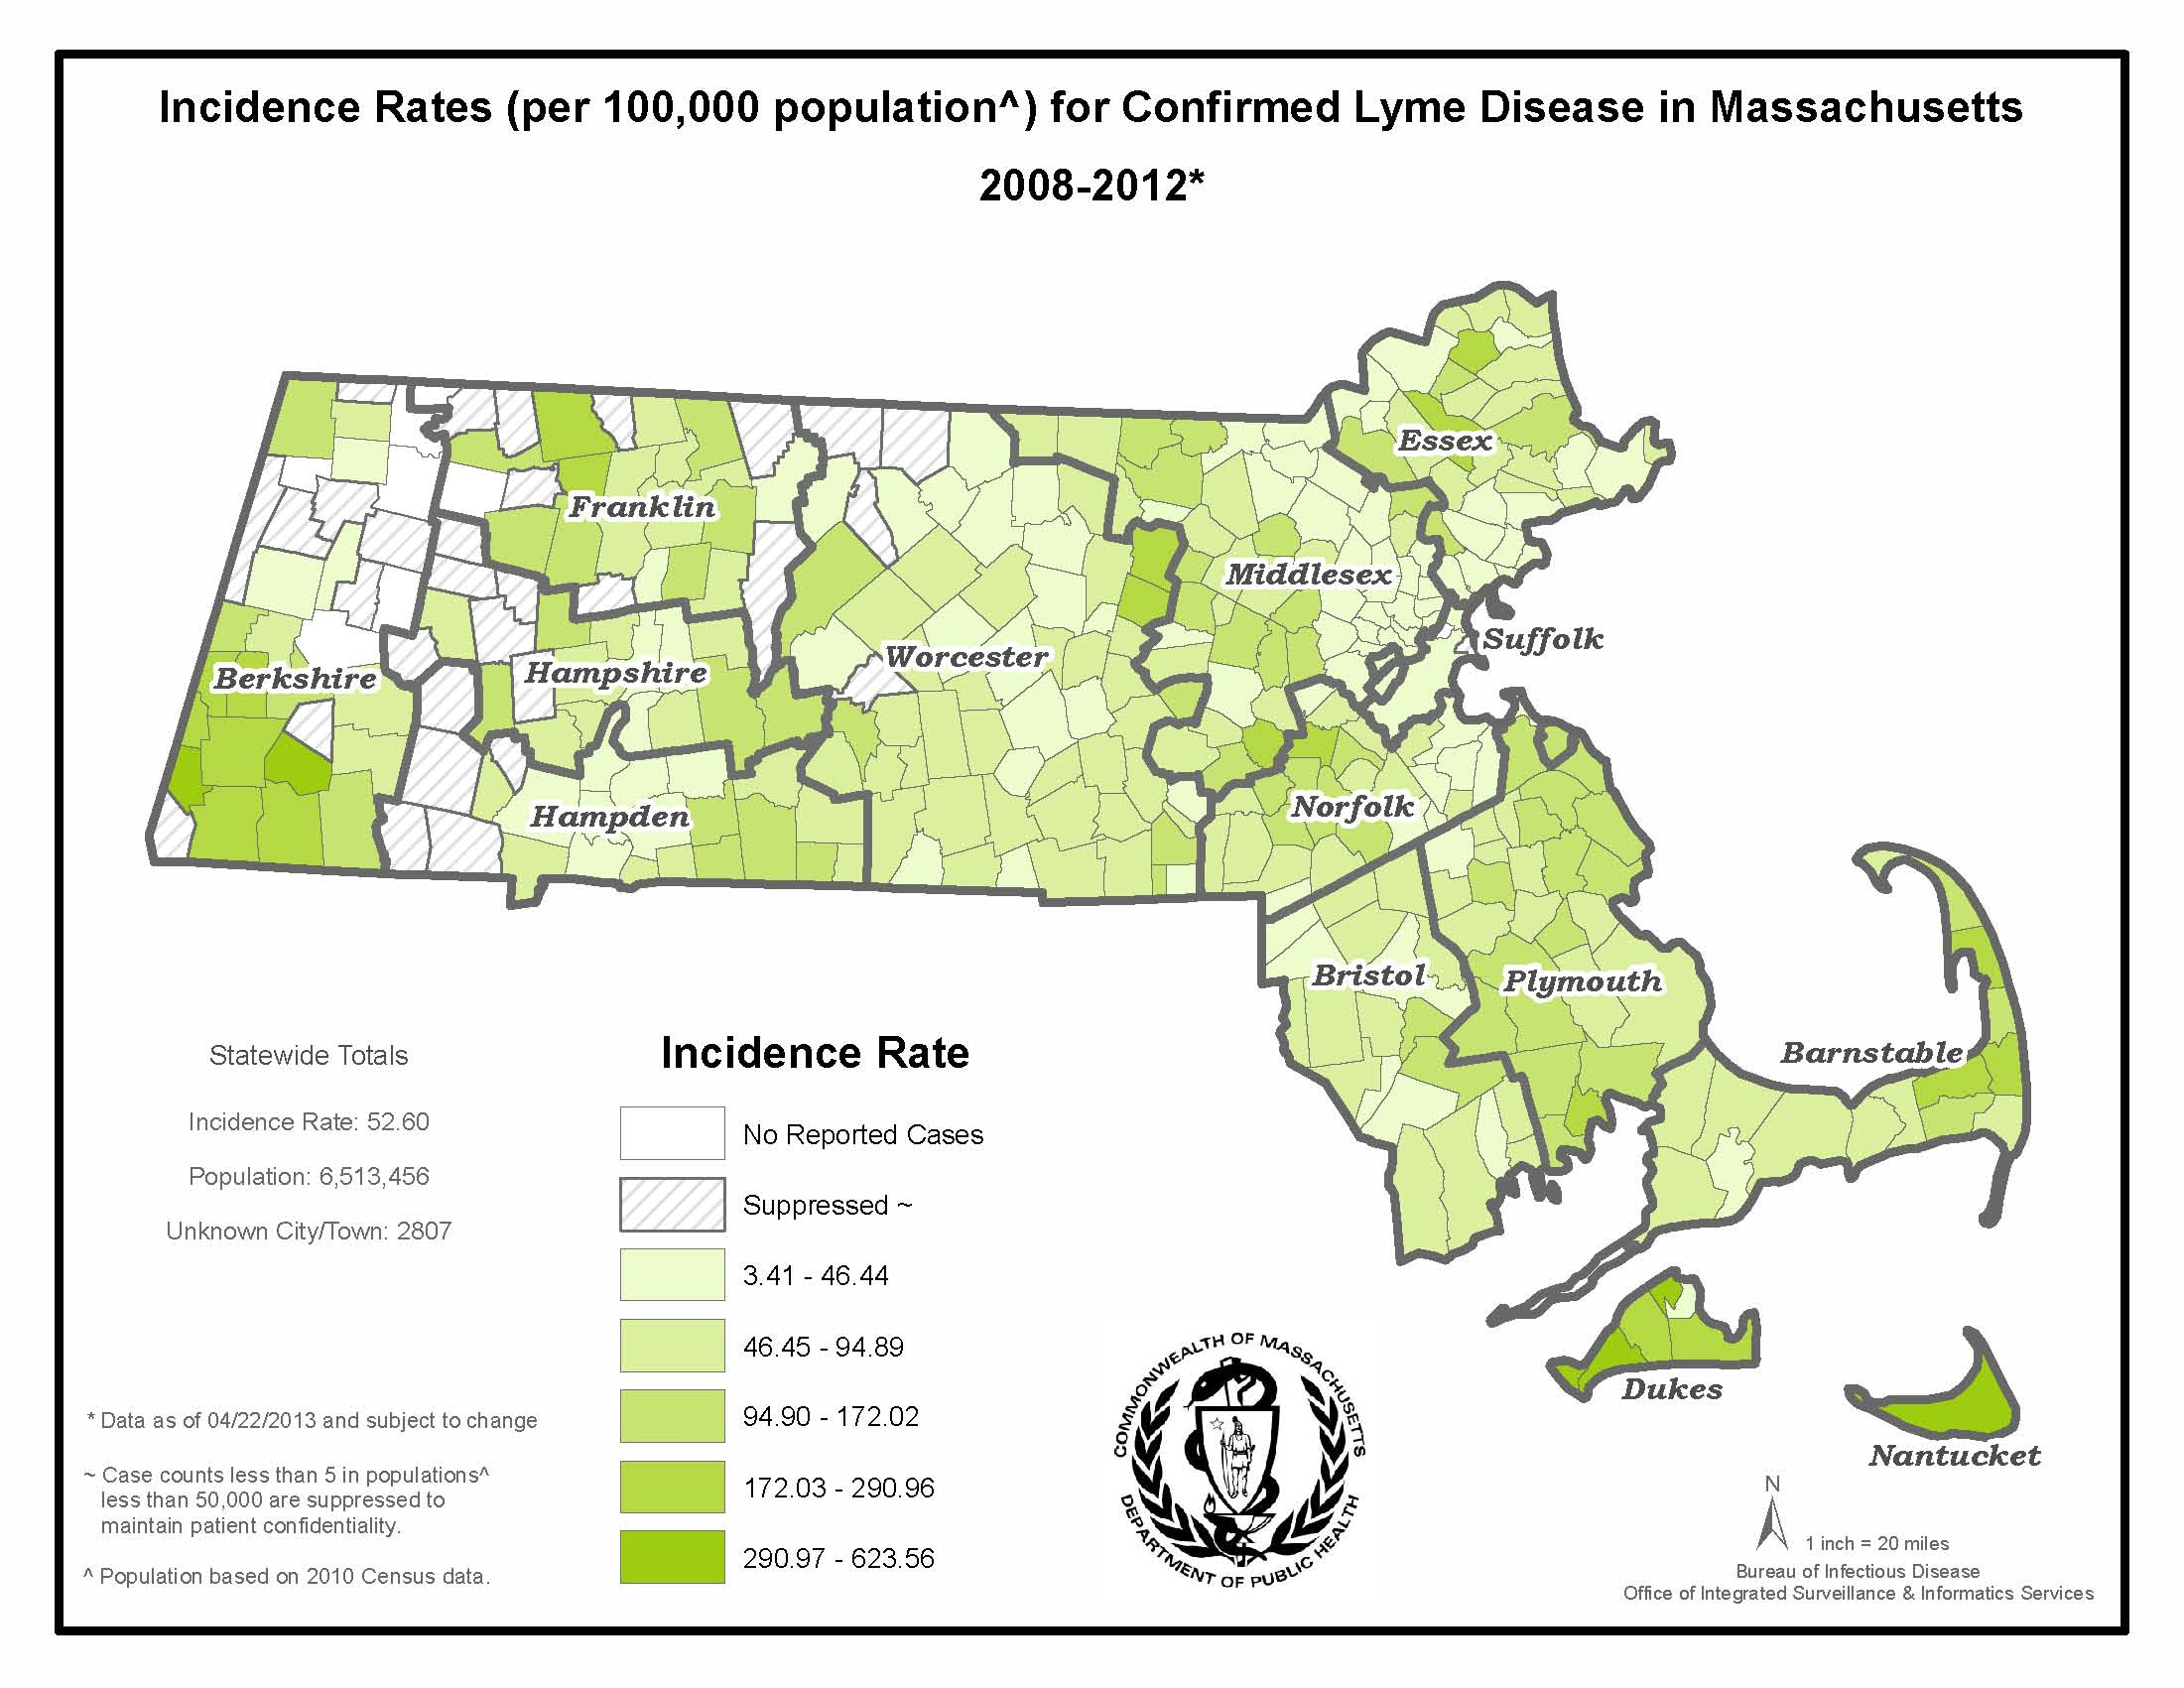 Incidence Rates (per 100,000 population^) for Confirmed Lyme Disease in Massachusetts
2008-2012*
Essex
Franklin
Middlesex
Suffolk
Worcester
Hampshire
Berkshire
Norfolk
Hampden
Bristol
Plymouth
Barnstable
Dukes
Nantucket
Statewide Totals
Incidence Rate: 52.60
Population: 6,513,456
Unknown City/Town: 2807
Incidence Rate
No Reported Cases
Suppressed ~
3.41 - 46.44
46.45 - 94.89
94.90 - 172.02
172.03 - 290.96
290.97 - 623.56
* Data as of 04/22/2013 and subject to change
~ Case counts less than 5 in populations^
less than 50,000 are suppressed to
maintain patient confidentiality.
^ Population based on 2010 Census data.
COMMONWEALTH OF MASSACHUSETTS
DEPARTMENT OF PUBLIC HEALTH
N
1 inch = 20 miles
Bureau of Infectious Disease
Office of Integrated Surveillance & Informatics Services